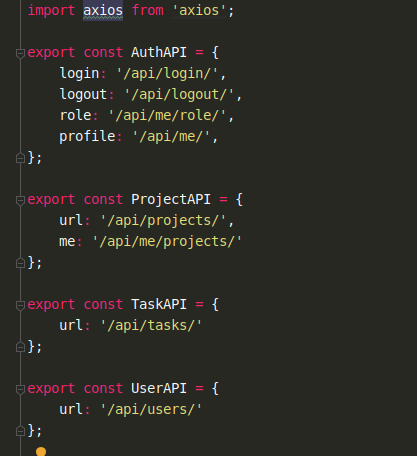 import axios from 'axios';
export const AuthAPI = {
login: '/api/login/',
logout: '/api/logout/',
role: '/api/me/role/',
profile: '/api/me/',
};
export const ProjectAPI = {
url: '/api/projects/',
me: '/api/me/projects/'
};
export const TaskAPI = {
url: '/api/tasks/'
};
export const UserAPI = {
url: '/api/users/'
};